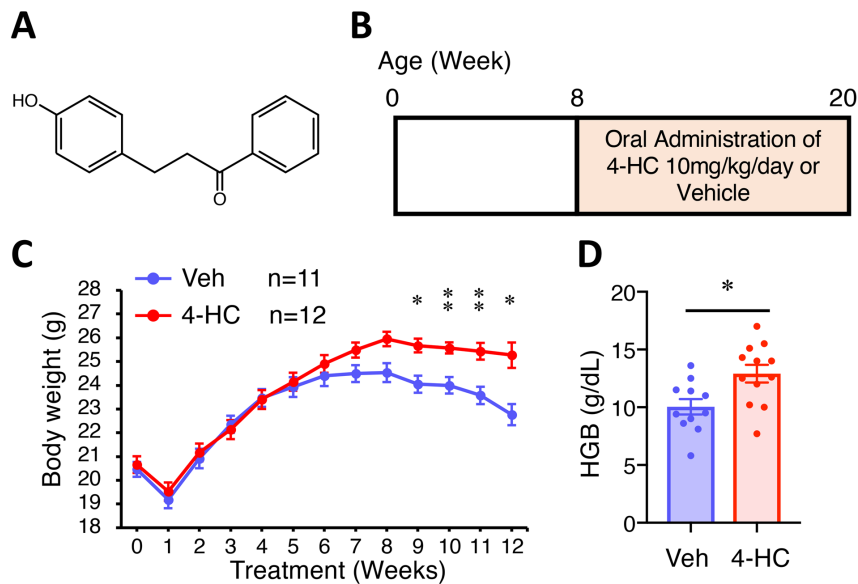 A
HO
O
B
Age (Week)
0 8 20
Oral Administration of
4-HC 10mg/kg/day or
Vehicle
C
Body weight (g)
28
27
26
25
24
23
22
21
20
19
18
Veh n=11
4-HC n=12
* ** ** *
0 1 2 3 4 5 6 7 8 9 10 11 12
Treatment (Weeks)
D
HGB (g/dL)
20
15
10
5
0
*
Veh 4-HC